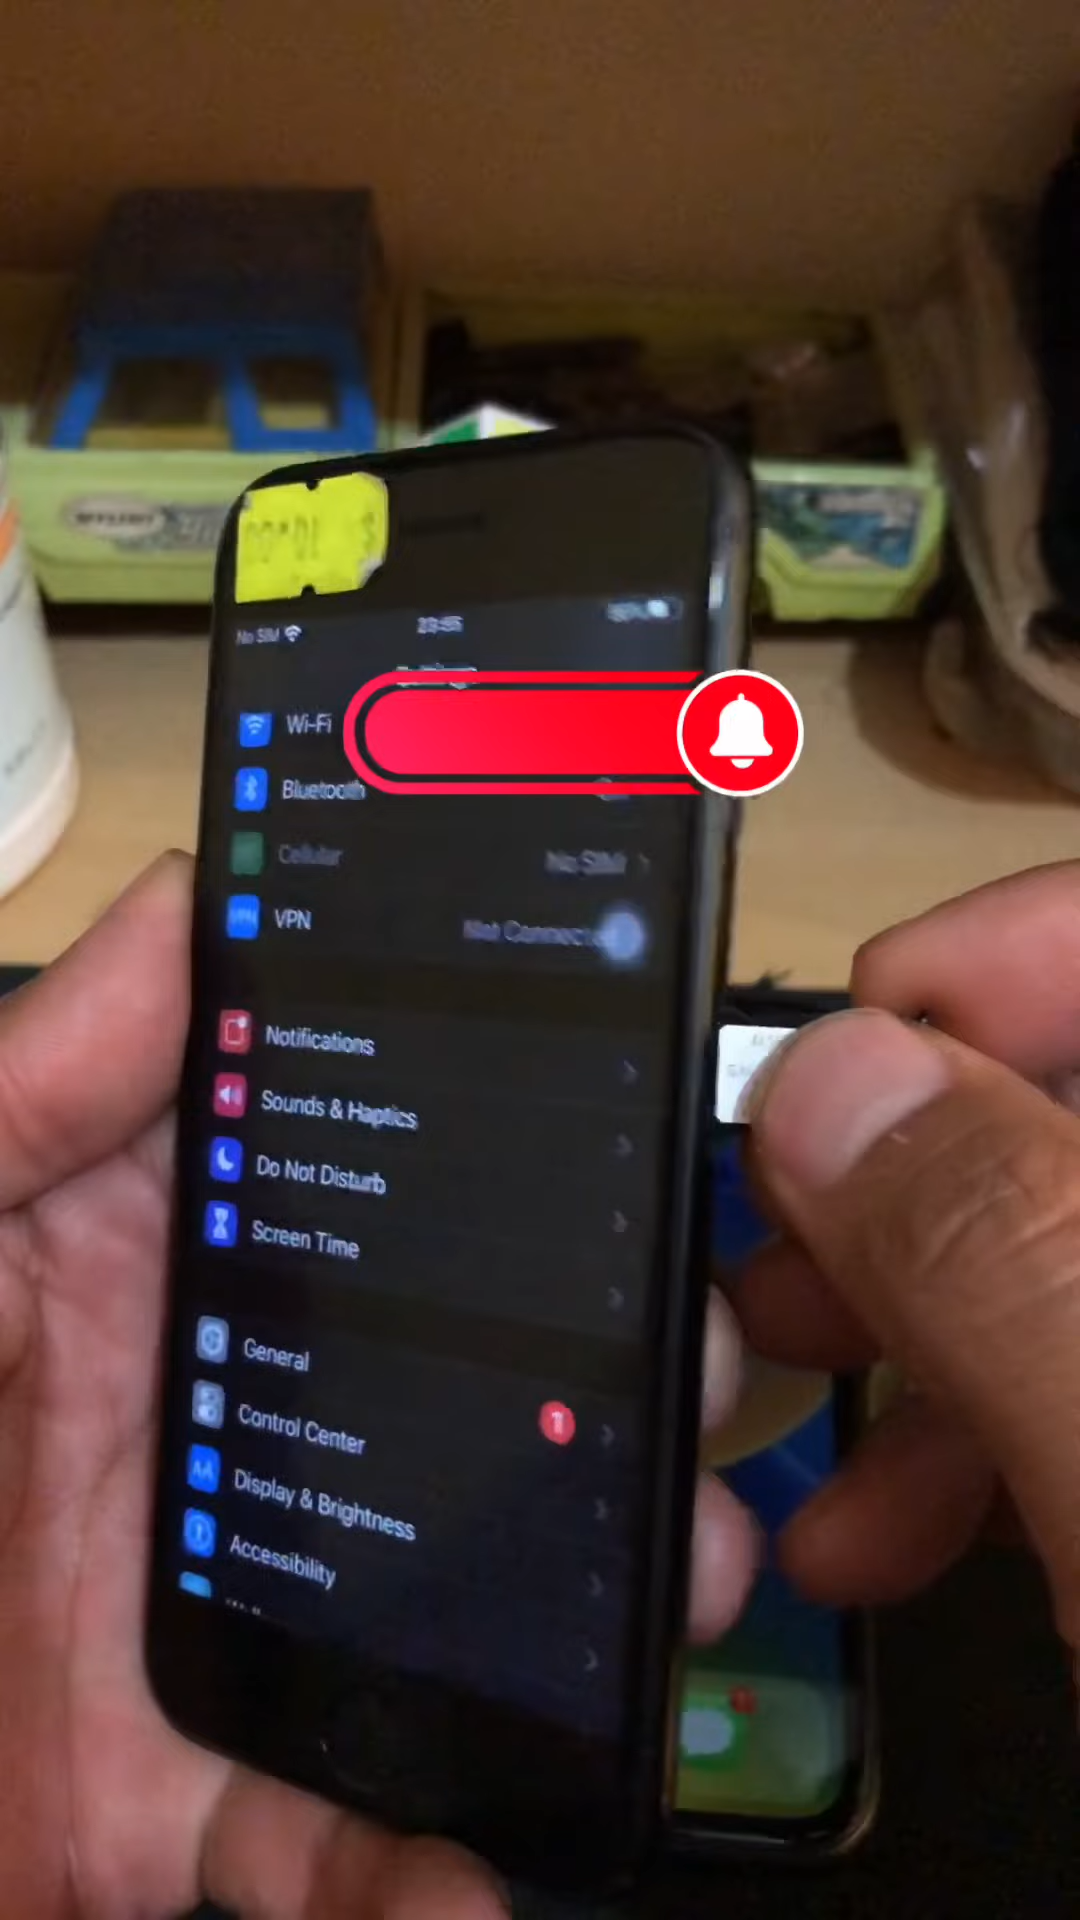 No SIM
Wi-Fi
Bluetooth
Cellular
No SIM
VPN
Notifications
Sounds & Haptics
Do Not Disturb
Screen Time
General
1
Control Center
Display & Brightness
Accessibility